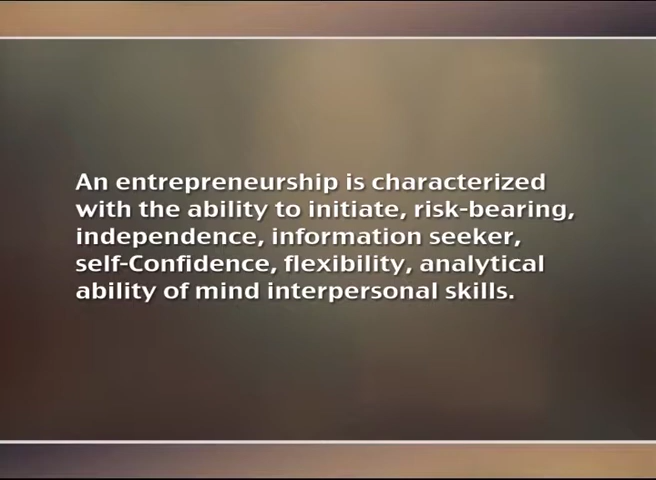 An entrepreneurship is characterized
with the ability to initiate, risk-bearing,
independence, information seeker,
self-Confidence, flexibility, analytical
ability of mind interpersonal skills.